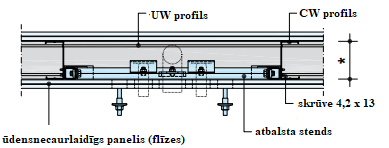 UW profils
CW profils
*
skrūve 4,2 x 13
atbalsta stends
ūdensnecaurlaidīgs panelis (flīzes)